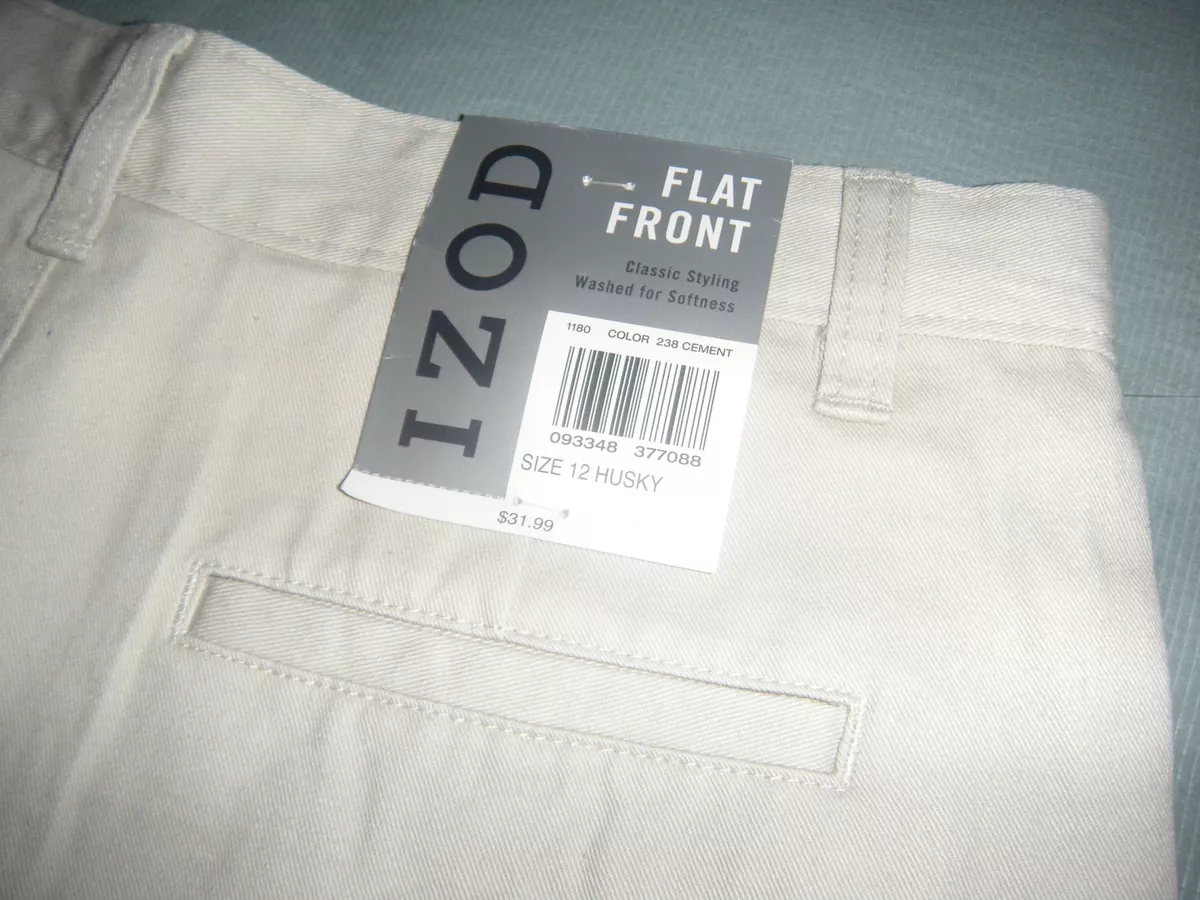 IZOD
FLAT
FRONT
Classic Styling
Washed for Softness
1180 COLOR 238 CEMENT
093348 377088
SIZE 12 HUSKY
$31.99